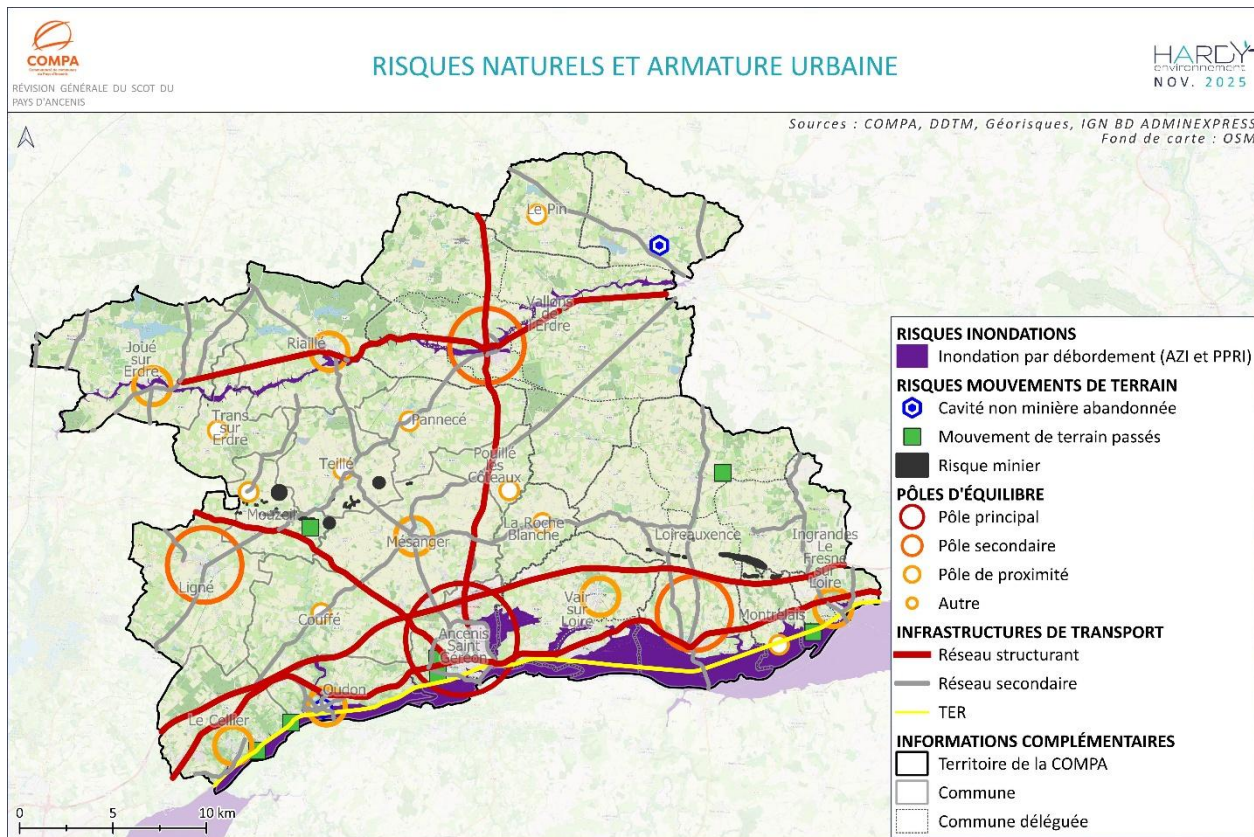 COMPA
RÉVISION GÉNÉRALE DU SCOT DU
PAYS D'ANCENIS
RISQUES NATURELS ET ARMATURE URBAINE
HARDY
environnement
NOV. 2025
Sources : COMPA, DDTM, Géorisques, IGN BD ADMINEXPRESS
Fond de carte : OSM
Le Pin
Vallons
de
l'Erdre
Riaillé
Joué
sur
Erdre
Trans
sur
Erdre
Pannecé
Teillé
Pouillé
les
Côteaux
Mouzeil
Mésanger
La Roche
Blanche
Loireauxence
Ingrandes
Le Fresne
sur
Loire
Ligné
Couffé
Vair
sur
Loire
Montrelais
Ancenis
Saint
Géréon
Oudon
Le Cellier
0 5 10 km
RISQUES INONDATIONS
Inondation par débordement (AZI et PPRI)
RISQUES MOUVEMENTS DE TERRAIN
Cavité non minière abandonnée
Mouvement de terrain passés
Risque minier
PÔLES D'ÉQUILIBRE
Pôle principal
Pôle secondaire
Pôle de proximité
Autre
INFRASTRUCTURES DE TRANSPORT
Réseau structurant
Réseau secondaire
TER
INFORMATIONS COMPLÉMENTAIRES
Territoire de la COMPA
Commune
Commune déléguée